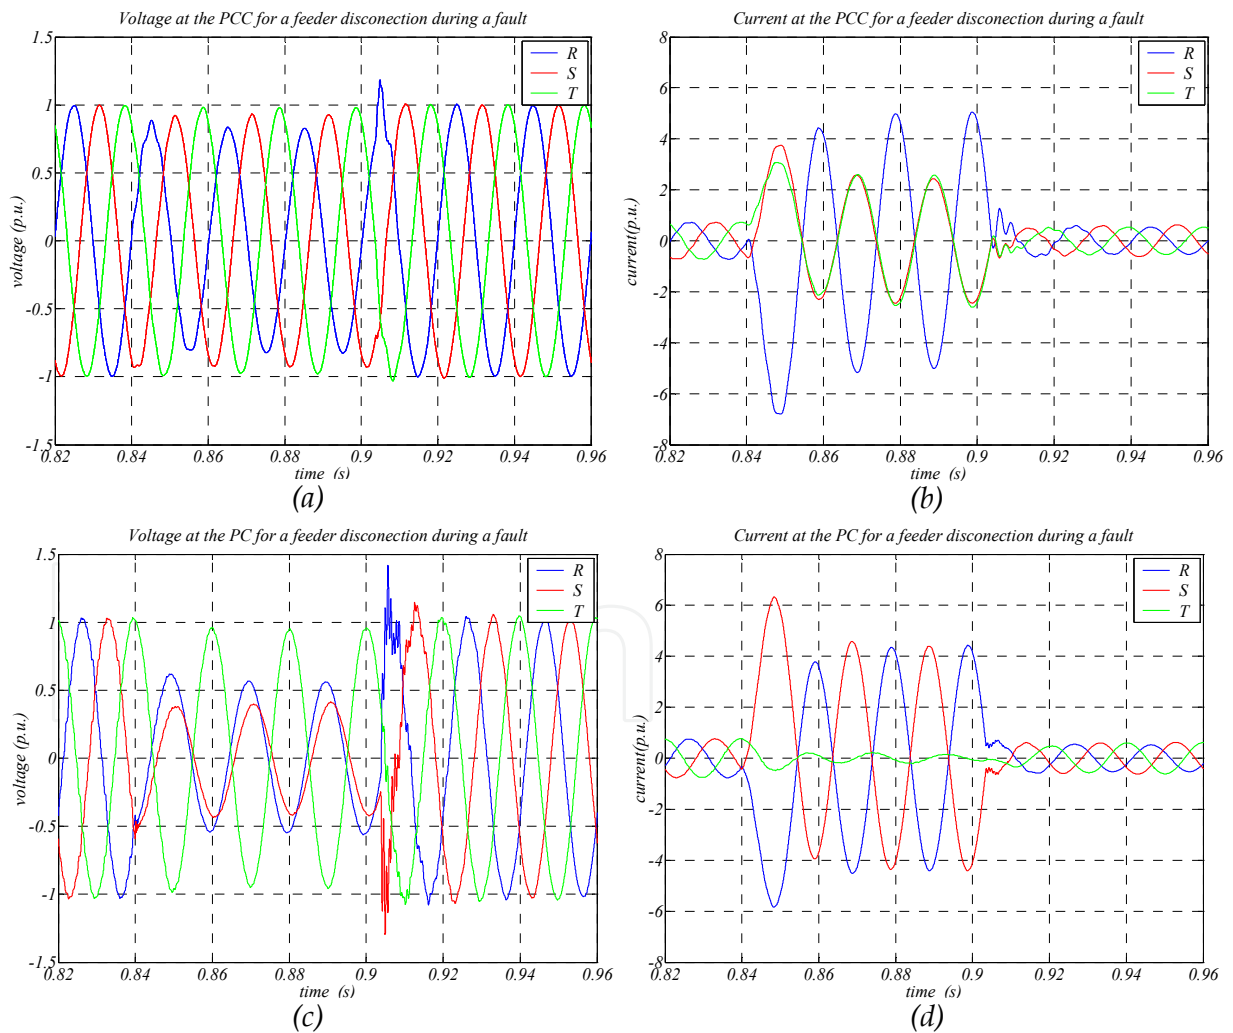 Voltage at the PCC for a feeder disconection during a fault
1.5
1
0.5
0
-0.5
-1
-1.5
voltage (p.u.)
R
S
T
0.82 0.84 0.86 0.88 0.9 0.92 0.94 0.96
time (s)
(a)
Current at the PCC for a feeder disconection during a fault
8
6
4
2
0
-2
-4
-6
-8
current(p.u.)
R
S
T
0.82 0.84 0.86 0.88 0.9 0.92 0.94 0.96
time (s)
(b)
Voltage at the PC for a feeder disconection during a fault
1.5
1
0.5
0
-0.5
-1
-1.5
voltage (p.u.)
R
S
T
0.82 0.84 0.86 0.88 0.9 0.92 0.94 0.96
time (s)
(c)
Current at the PC for a feeder disconection during a fault
8
6
4
2
0
-2
-4
-6
-8
current(p.u.)
R
S
T
0.82 0.84 0.86 0.88 0.9 0.92 0.94 0.96
time (s)
(d)